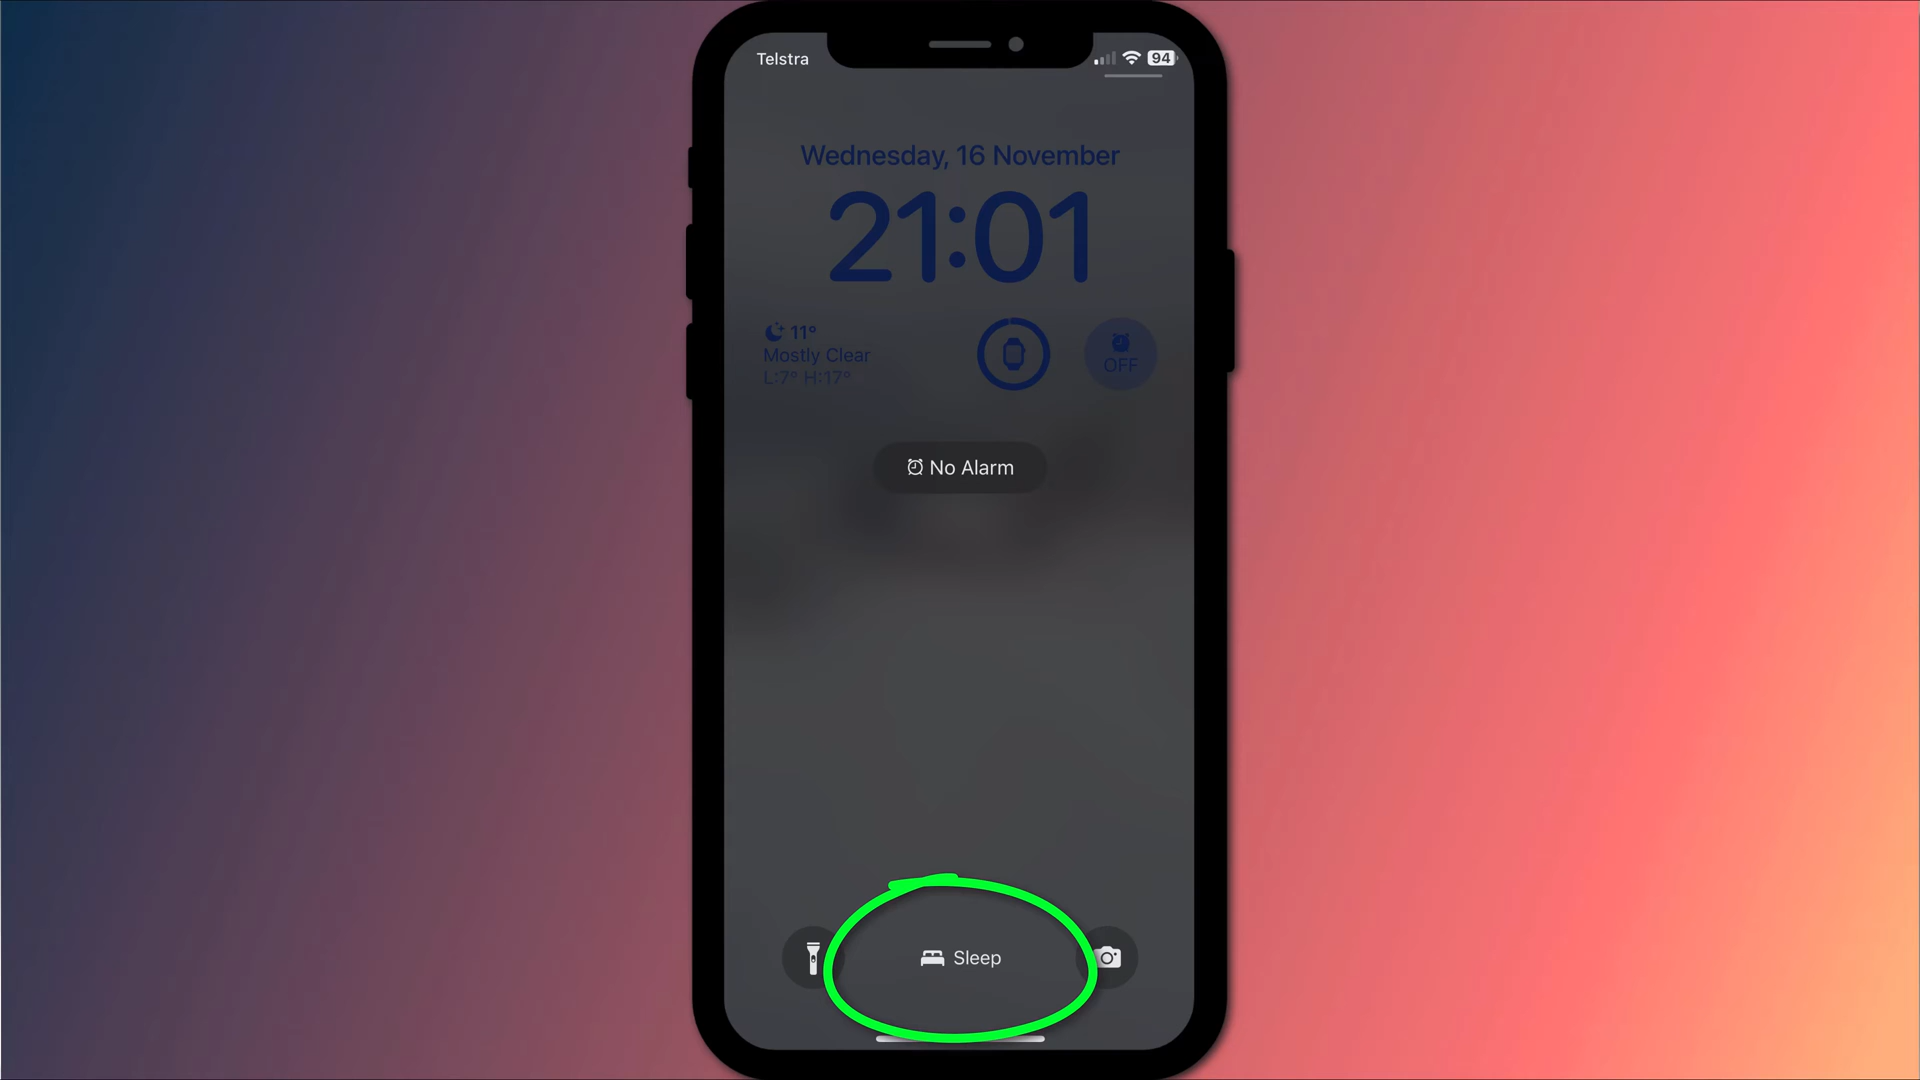 Telstra
94
Wednesday, 16 November
21:01
11°
Mostly Clear
L:7° H:17°
OFF
No Alarm
Sleep